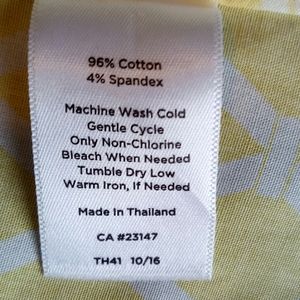 96% Cotton
4% Spandex
Machine Wash Cold
Gentle Cycle
Only Non-Chlorine
Bleach When Needed
Tumble Dry Low
Warm Iron, If Needed
Made In Thailand
CA #23147
TH41 10/16